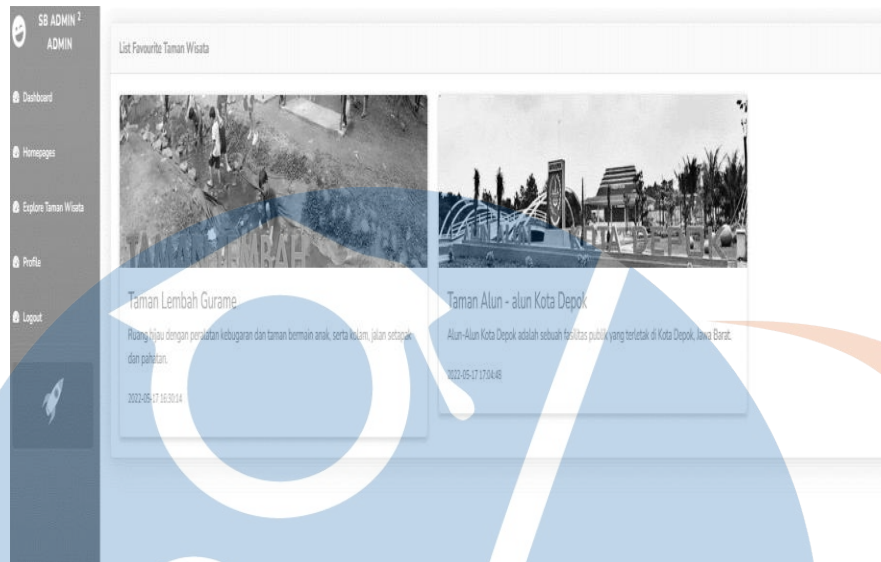 SB ADMIN 2
ADMIN
Dashboard
Homepages
Explore Taman Wisata
Profile
Logout
List Favourite Taman Wisata
TAMAN LEMBAH
Taman Lembah Gurame
Ruang hijau dengan peralatan kebugaran dan taman bermain anak, serta kolam, jalan setapak
dan pahatan.
2022-05-17 16:30:14
Taman Alun - alun Kota Depok
Alun-Alun Kota Depok adalah sebuah fasilitas publik yang terletak di Kota Depok, Jawa Barat.
2022-05-17 17:04:48